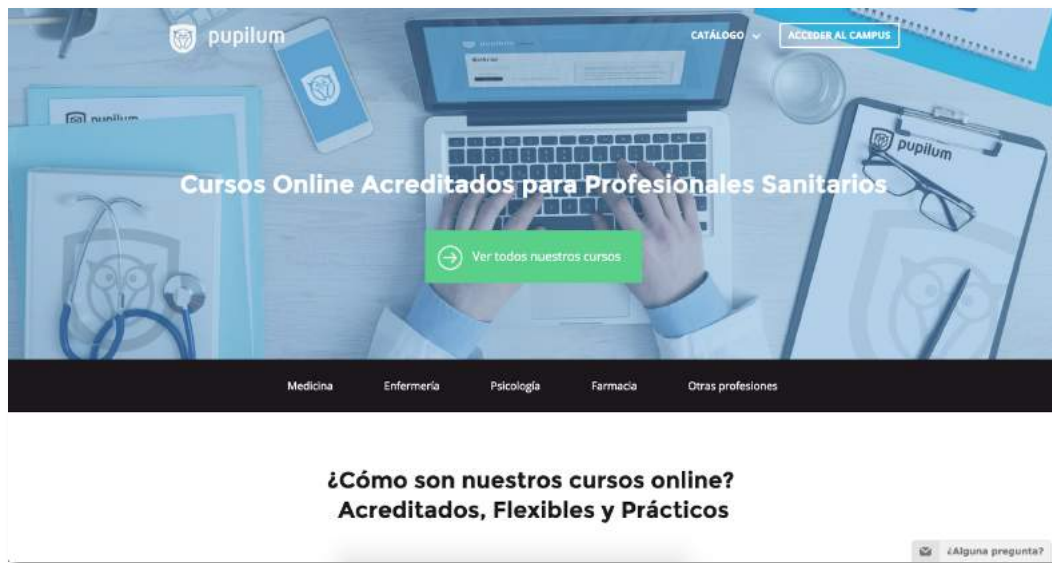 pupilum
CATÁLOGO
ACCEDER AL CAMPUS
pupilum
pupilum
Cursos Online Acreditados para Profesionales Sanitarios
Ver todos nuestros cursos
Medicina
Enfermería
Psicología
Farmacia
Otras profesiones
¿Cómo son nuestros cursos online?
Acreditados, Flexibles y Prácticos
¿Alguna pregunta?